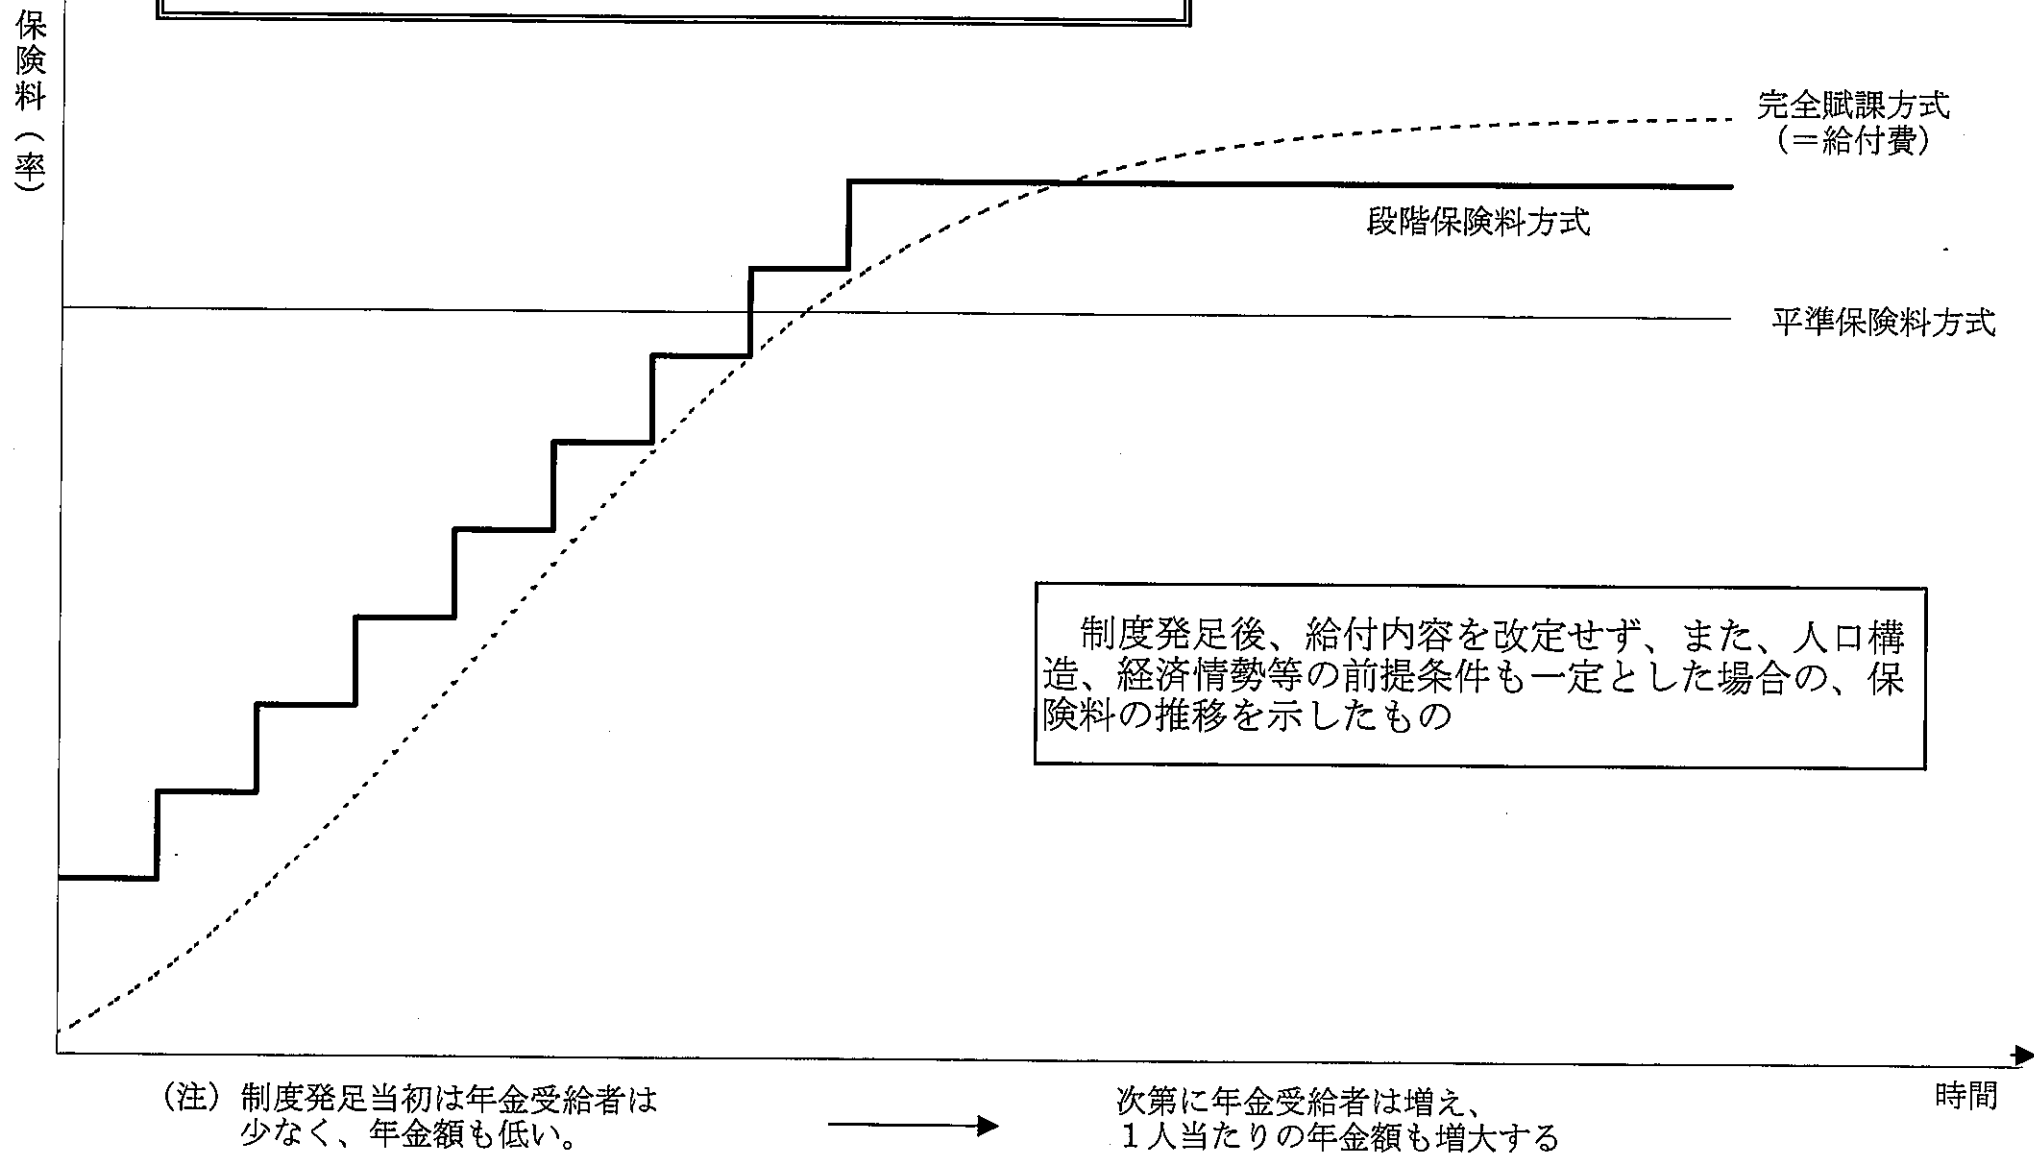 保険料（率）
完全賦課方式
（＝給付費）
段階保険料方式
平準保険料方式
制度発足後、給付内容を改定せず、また、人口構
造、経済情勢等の前提条件も一定とした場合の、保
険料の推移を示したもの
時間
（注）制度発足当初は年金受給者は
少なく、年金額も低い。
次第に年金受給者は増え、
１人当たりの年金額も増大する